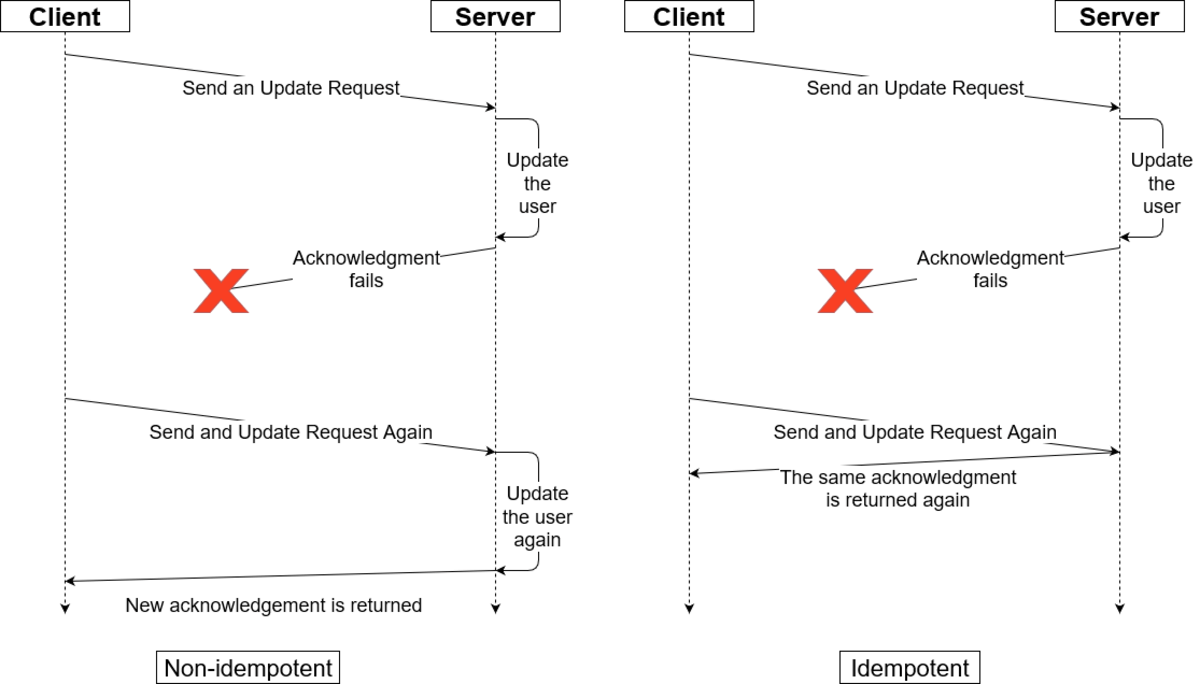 Client
Server
Send an Update Request
Update
the
user
Acknowledgment
fails
Send and Update Request Again
Update
the user
again
New acknowledgement is returned
Non-idempotent
Client
Server
Send an Update Request
Update
the
user
Acknowledgment
fails
Send and Update Request Again
The same acknowledgment
is returned again
Idempotent